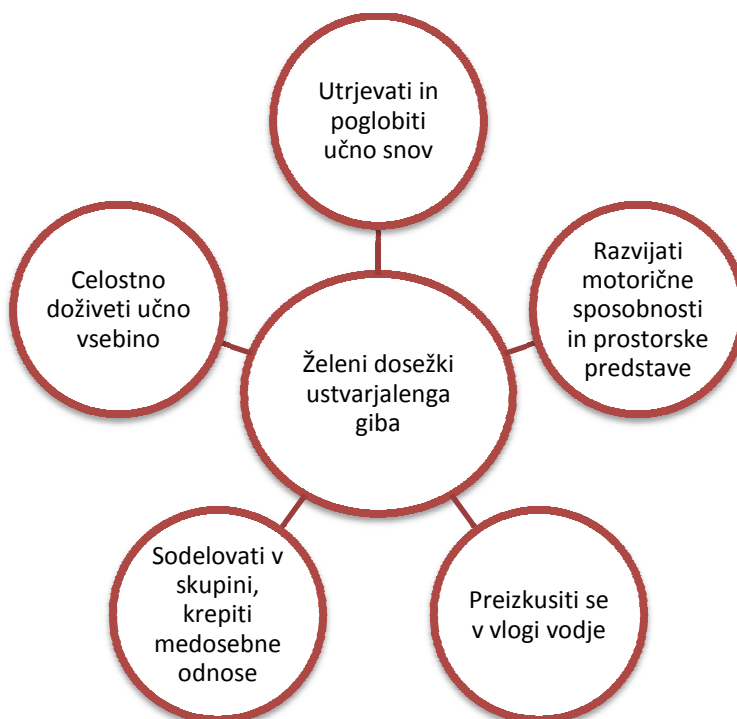 Utrjevati in
poglobiti
učno snov
Razvijati
motorične
sposobnosti
in prostorske
predstave
Celostno
doživeti učno
vsebino
Želeni dosežki
ustvarjalenga
giba
Sodelovati v
skupini,
krepiti
medosebne
odnose
Preizkusiti se
v vlogi vodje